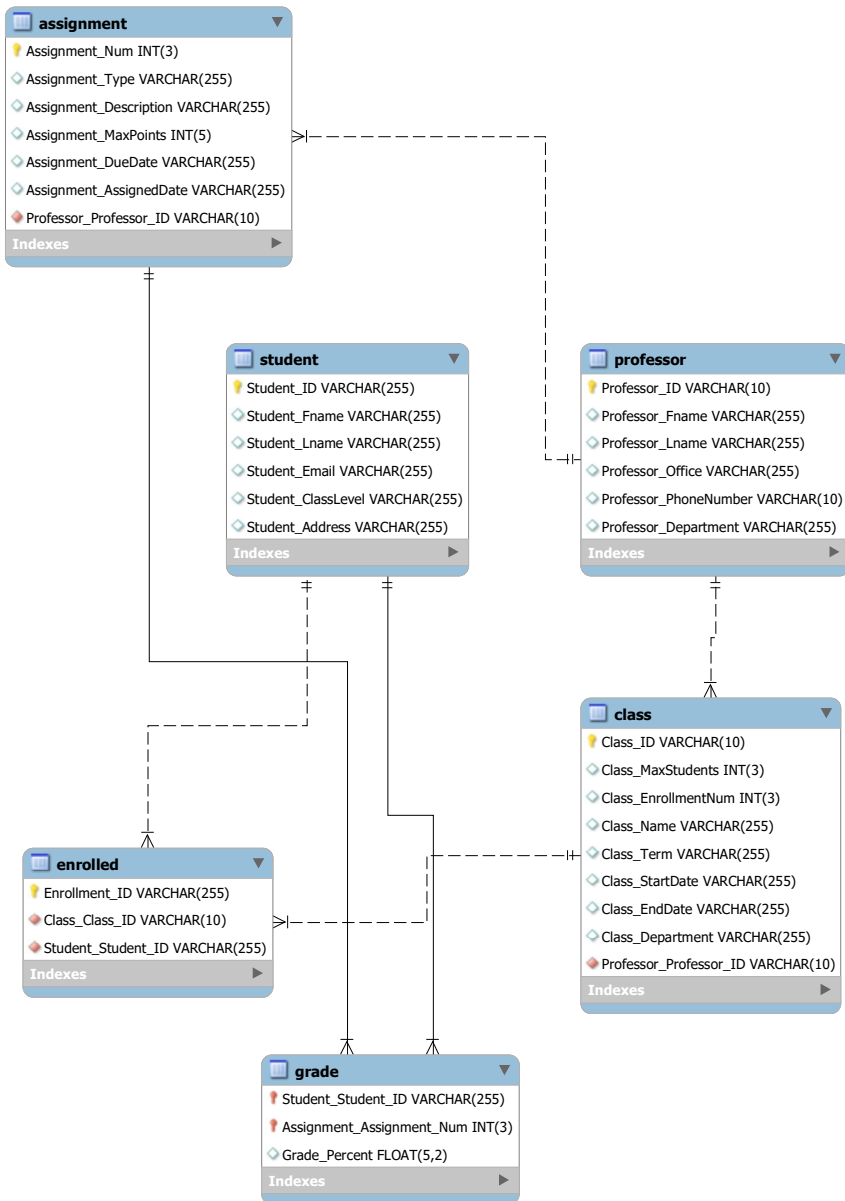 assignment
Assignment_Num INT(3)
Assignment_Type VARCHAR(255)
Assignment_Description VARCHAR(255)
Assignment_MaxPoints INT(5)
Assignment_DueDate VARCHAR(255)
Assignment_AssignedDate VARCHAR(255)
Professor_Professor_ID VARCHAR(10)
Indexes
student
Student_ID VARCHAR(255)
Student_Fname VARCHAR(255)
Student_Lname VARCHAR(255)
Student_Email VARCHAR(255)
Student_ClassLevel VARCHAR(255)
Student_Address VARCHAR(255)
Indexes
professor
Professor_ID VARCHAR(10)
Professor_Fname VARCHAR(255)
Professor_Lname VARCHAR(255)
Professor_Office VARCHAR(255)
Professor_PhoneNumber VARCHAR(10)
Professor_Department VARCHAR(255)
Indexes
class
Class_ID VARCHAR(10)
Class_MaxStudents INT(3)
Class_EnrollmentNum INT(3)
Class_Name VARCHAR(255)
Class_Term VARCHAR(255)
Class_StartDate VARCHAR(255)
Class_EndDate VARCHAR(255)
Class_Department VARCHAR(255)
Professor_Professor_ID VARCHAR(10)
Indexes
enrolled
Enrollment_ID VARCHAR(255)
Class_Class_ID VARCHAR(10)
Student_Student_ID VARCHAR(255)
Indexes
grade
Student_Student_ID VARCHAR(255)
Assignment_Assignment_Num INT(3)
Grade_Percent FLOAT(5,2)
Indexes